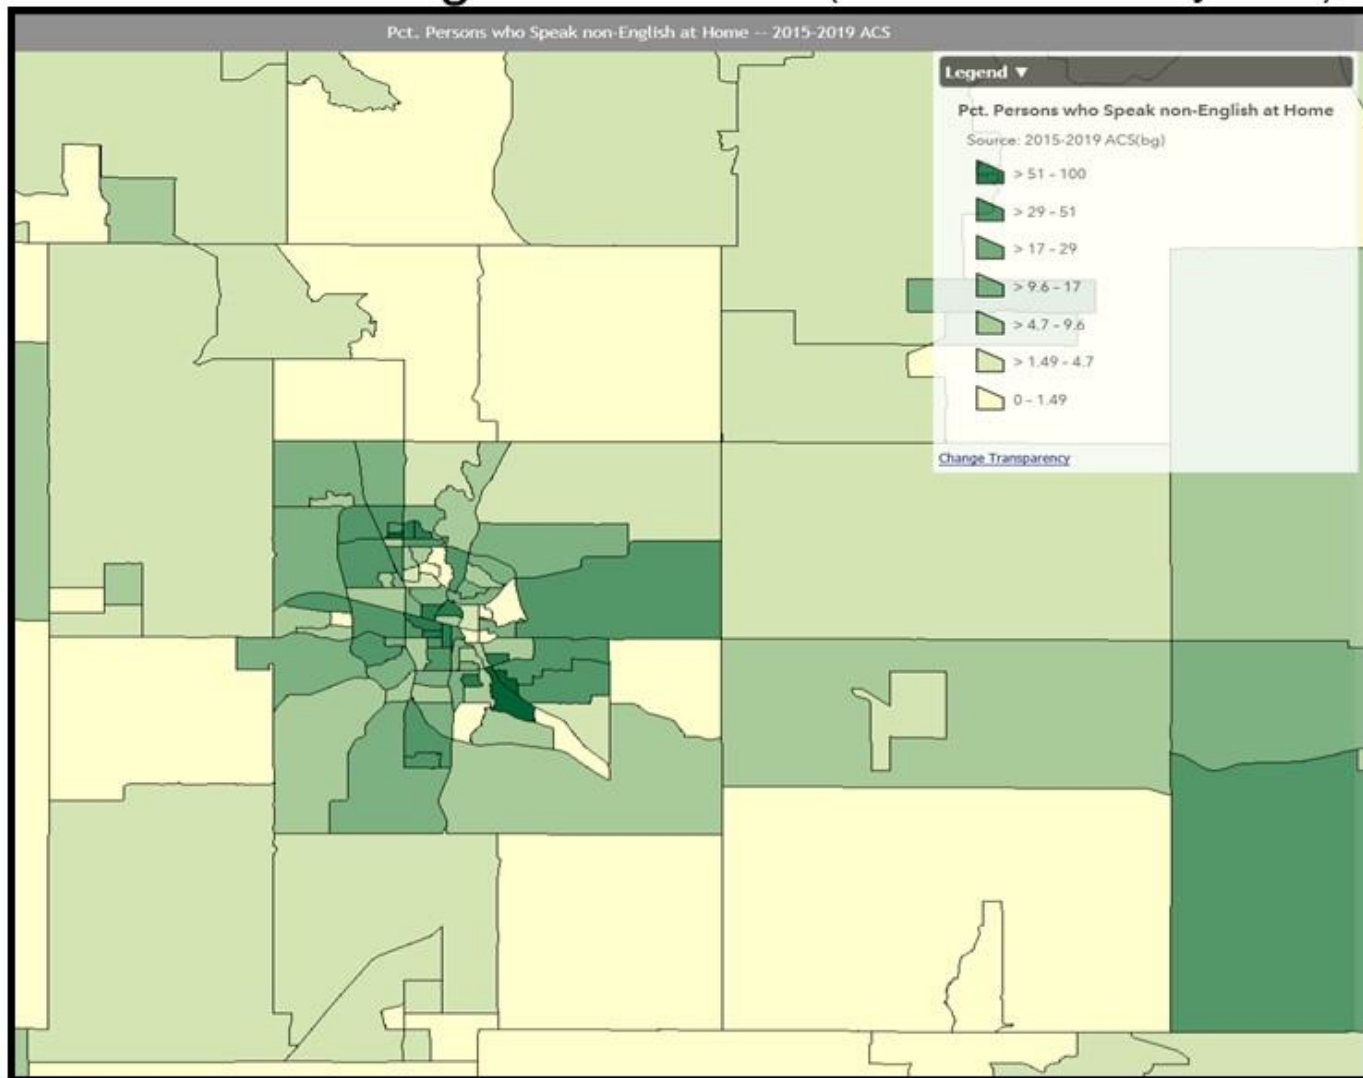 Pct. Persons who Speak non-English at Home -- 2015-2019 ACS
Legend ▼
Pct. Persons who Speak non-English at Home
Source: 2015-2019 ACS(bg)
> 51 - 100
> 29 - 51
> 17 - 29
> 9.6 - 17
> 4.7 - 9.6
> 1.49 - 4.7
0 - 1.49
Change Transparency